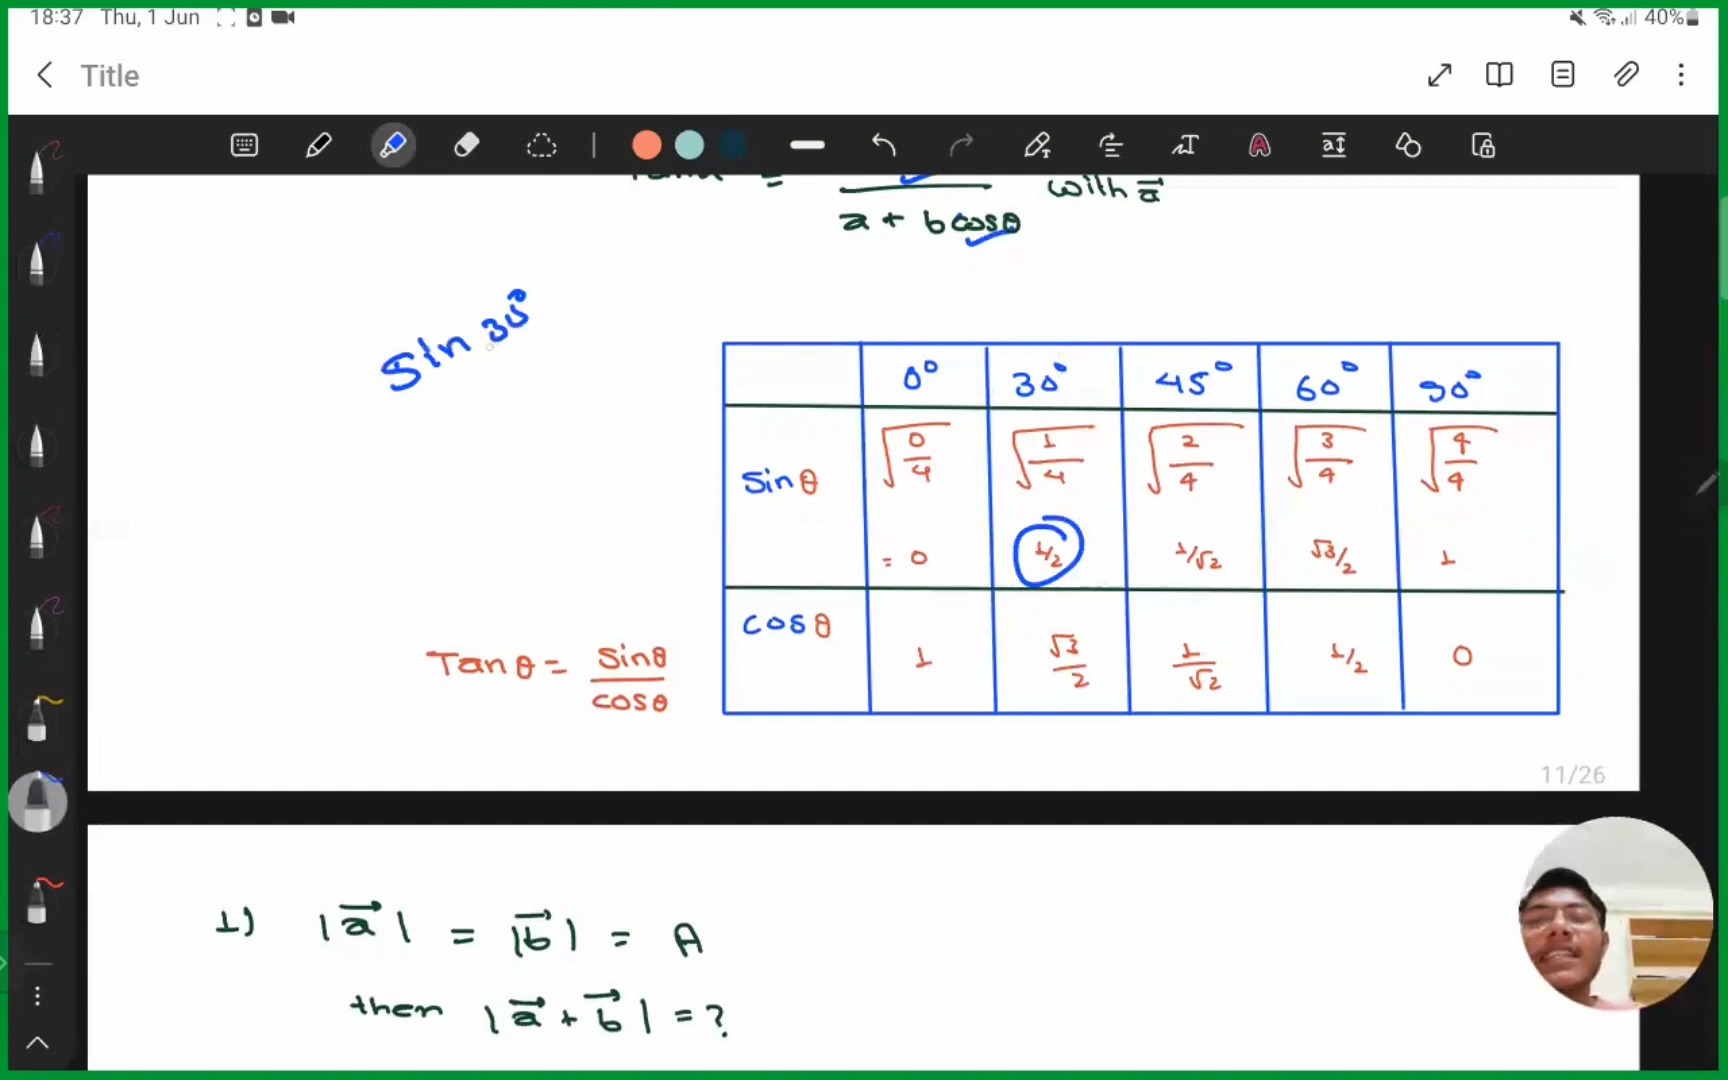 18:37 Thu, 1 Jun
40%
Title
= with a⃗
a + b cosθ
Sin 30°
0° 30° 45° 60° 90°
Sinθ √(0/4) √(1/4) √(2/4) √(3/4) √(4/4)
= 0 1/2 1/√2 √3/2 1
cosθ 1 √3/2 1/√2 1/2 0
Tanθ = sinθ/cosθ
11/26
1) |a⃗| = |b⃗| = A
then |a⃗ + b⃗| = ?